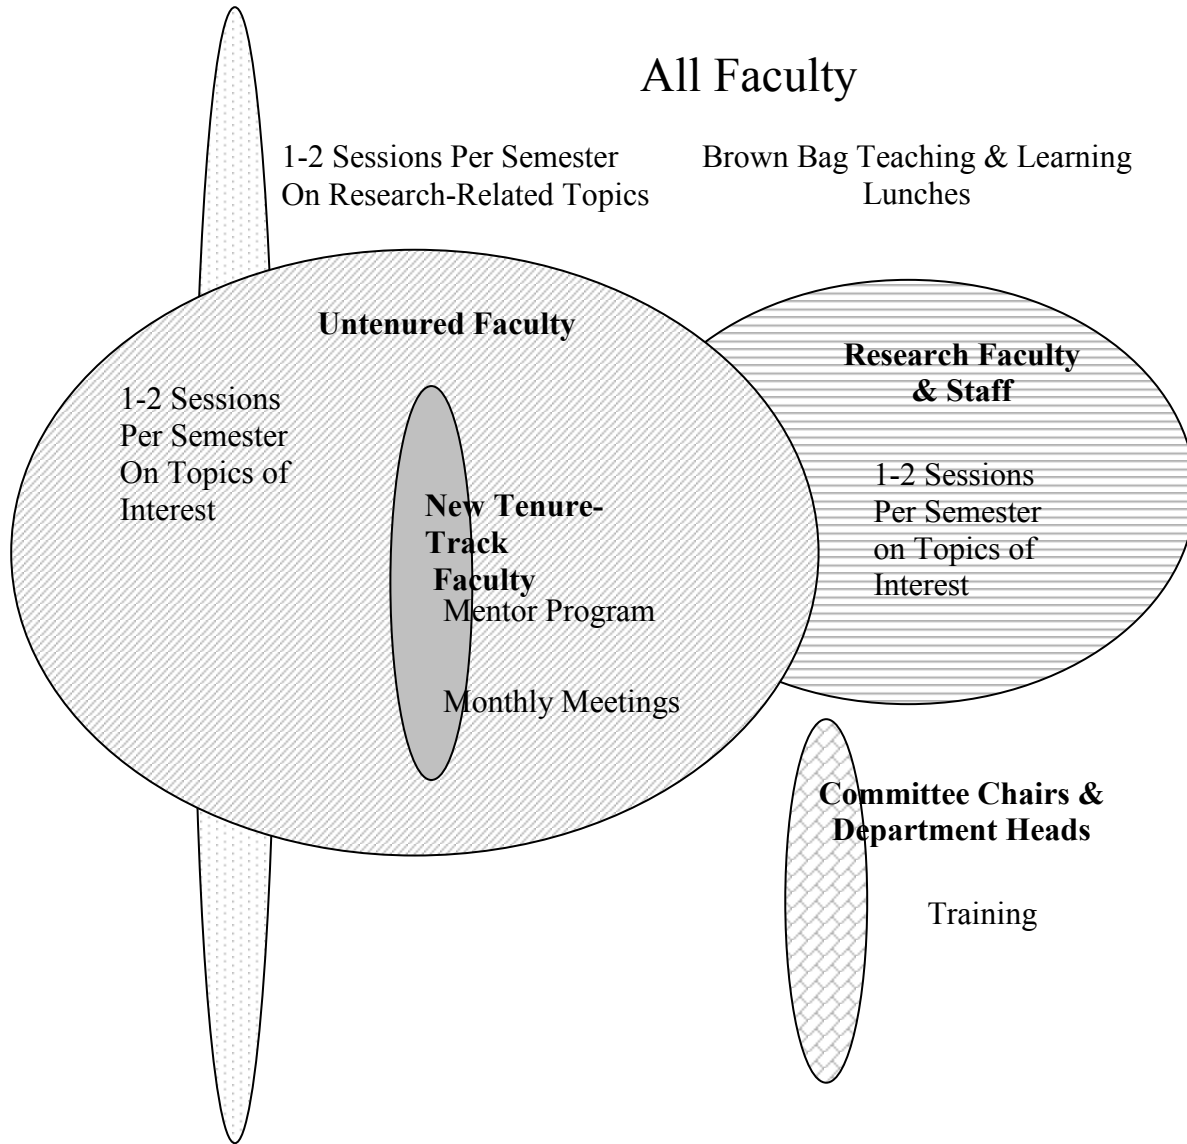 All Faculty
1-2 Sessions Per Semester
On Research-Related Topics
Brown Bag Teaching & Learning
Lunches
Untenured Faculty
1-2 Sessions
Per Semester
On Topics of
Interest
New Tenure-
Track
Faculty
Mentor Program
Monthly Meetings
Research Faculty
& Staff
1-2 Sessions
Per Semester
on Topics of
Interest
Committee Chairs &
Department Heads
Training